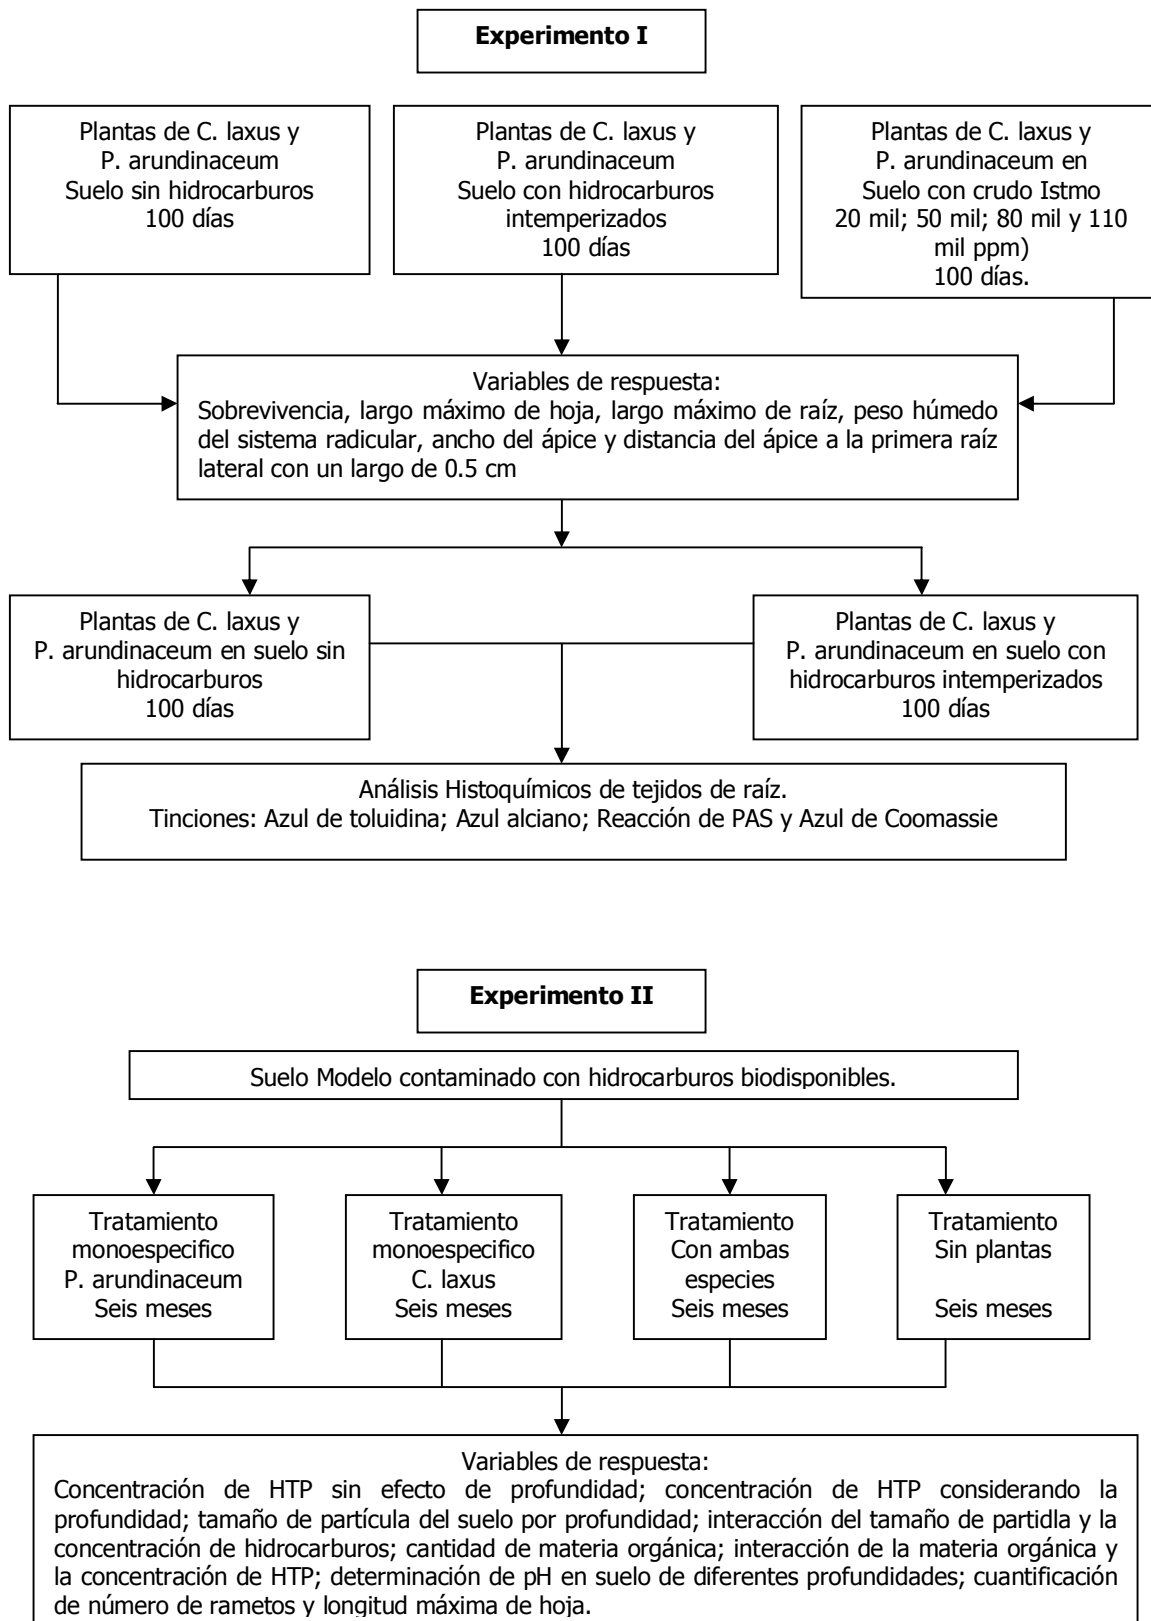 Experimento I
Plantas de C. laxus y
P. arundinaceum
Suelo sin hidrocarburos
100 días
Plantas de C. laxus y
P. arundinaceum
Suelo con hidrocarburos
intemperizados
100 días
Plantas de C. laxus y
P. arundinaceum en
Suelo con crudo Istmo
20 mil; 50 mil; 80 mil y 110
mil ppm)
100 días.
Variables de respuesta:
Sobrevivencia, largo máximo de hoja, largo máximo de raíz, peso húmedo
del sistema radicular, ancho del ápice y distancia del ápice a la primera raíz
lateral con un largo de 0.5 cm
Plantas de C. laxus y
P. arundinaceum en suelo sin
hidrocarburos
100 días
Plantas de C. laxus y
P. arundinaceum en suelo con
hidrocarburos intemperizados
100 días
Análisis Histoquímicos de tejidos de raíz.
Tinciones: Azul de toluidina; Azul alciano; Reacción de PAS y Azul de Coomassie
Experimento II
Suelo Modelo contaminado con hidrocarburos biodisponibles.
Tratamiento
monoespecifico
P. arundinaceum
Seis meses
Tratamiento
monoespecifico
C. laxus
Seis meses
Tratamiento
Con ambas
especies
Seis meses
Tratamiento
Sin plantas
Seis meses
Variables de respuesta:
Concentración de HTP sin efecto de profundidad; concentración de HTP considerando la
profundidad; tamaño de partícula del suelo por profundidad; interacción del tamaño de partidla y la
concentración de hidrocarburos; cantidad de materia orgánica; interacción de la materia orgánica y
la concentración de HTP; determinación de pH en suelo de diferentes profundidades; cuantificación
de número de rametos y longitud máxima de hoja.